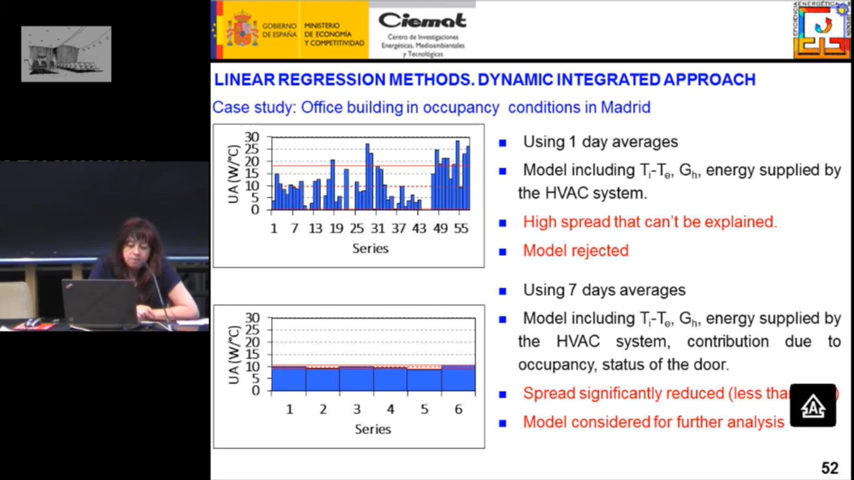 GOBIERNO
DE ESPAÑA
MINISTERIO
DE ECONOMÍA
Y COMPETITIVIDAD
Ciemat
Centro de Investigaciones
Energéticas, Medioambientales
y Tecnológicas
LINEAR REGRESSION METHODS. DYNAMIC INTEGRATED APPROACH
Case study: Office building in occupancy conditions in Madrid
UA (W/°C)
30
25
20
15
10
5
0
1 7 13 19 25 31 37 43 49 55
Series
Using 1 day averages
Model including Ti-Te, Gh, energy supplied by
the HVAC system.
High spread that can't be explained.
Model rejected
UA (W/°C)
30
25
20
15
10
5
0
1 2 3 4 5 6
Series
Using 7 days averages
Model including Ti-Te, Gh, energy supplied by
the HVAC system, contribution due to
occupancy, status of the door.
Spread significantly reduced (less
Model considered for further analysis
52